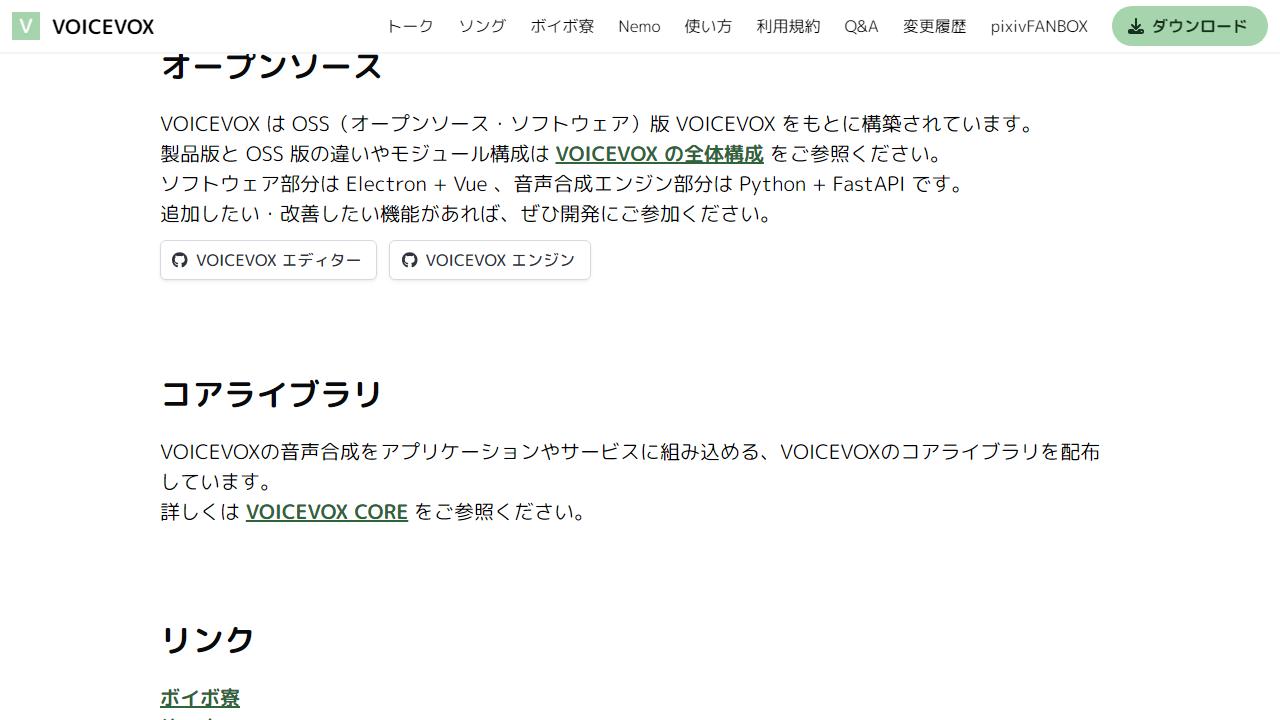 V VOICEVOX トーク ソング ボイボ寮 Nemo 使い方 利用規約 Q&A 変更履歴 pixivFANBOX ダウンロード
オープンソース
VOICEVOX は OSS（オープンソース・ソフトウェア）版 VOICEVOX をもとに構築されています。
製品版と OSS 版の違いやモジュール構成は VOICEVOX の全体構成 をご参照ください。
ソフトウェア部分は Electron + Vue 、音声合成エンジン部分は Python + FastAPI です。
追加したい・改善したい機能があれば、ぜひ開発にご参加ください。
VOICEVOX エディター VOICEVOX エンジン
コアライブラリ
VOICEVOXの音声合成をアプリケーションやサービスに組み込める、VOICEVOXのコアライブラリを配布
しています。
詳しくは VOICEVOX CORE をご参照ください。
リンク
ボイボ寮